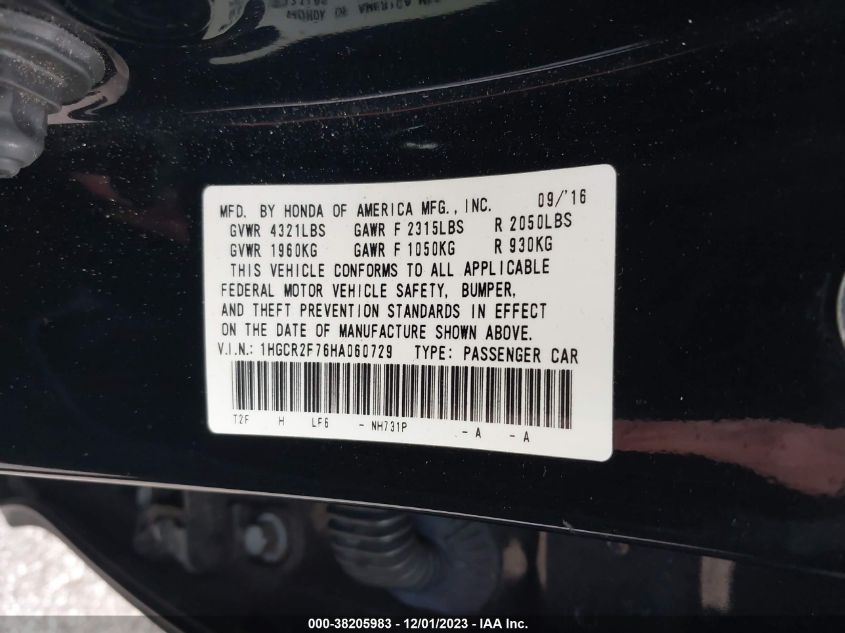 MFD. BY HONDA OF AMERICA MFG., INC. 09/'16
GVWR 4321LBS GAWR F 2315LBS R 2050LBS
GVWR 1960KG GAWR F 1050KG R 930KG
THIS VEHICLE CONFORMS TO ALL APPLICABLE
FEDERAL MOTOR VEHICLE SAFETY, BUMPER,
AND THEFT PREVENTION STANDARDS IN EFFECT
ON THE DATE OF MANUFACTURE SHOWN ABOVE.
V.I.N.: 1HGCR2F76HA060729 TYPE: PASSENGER CAR
T2F H LF6 - NH731P - A - A
000-38205983 - 12/01/2023 - IAA Inc.